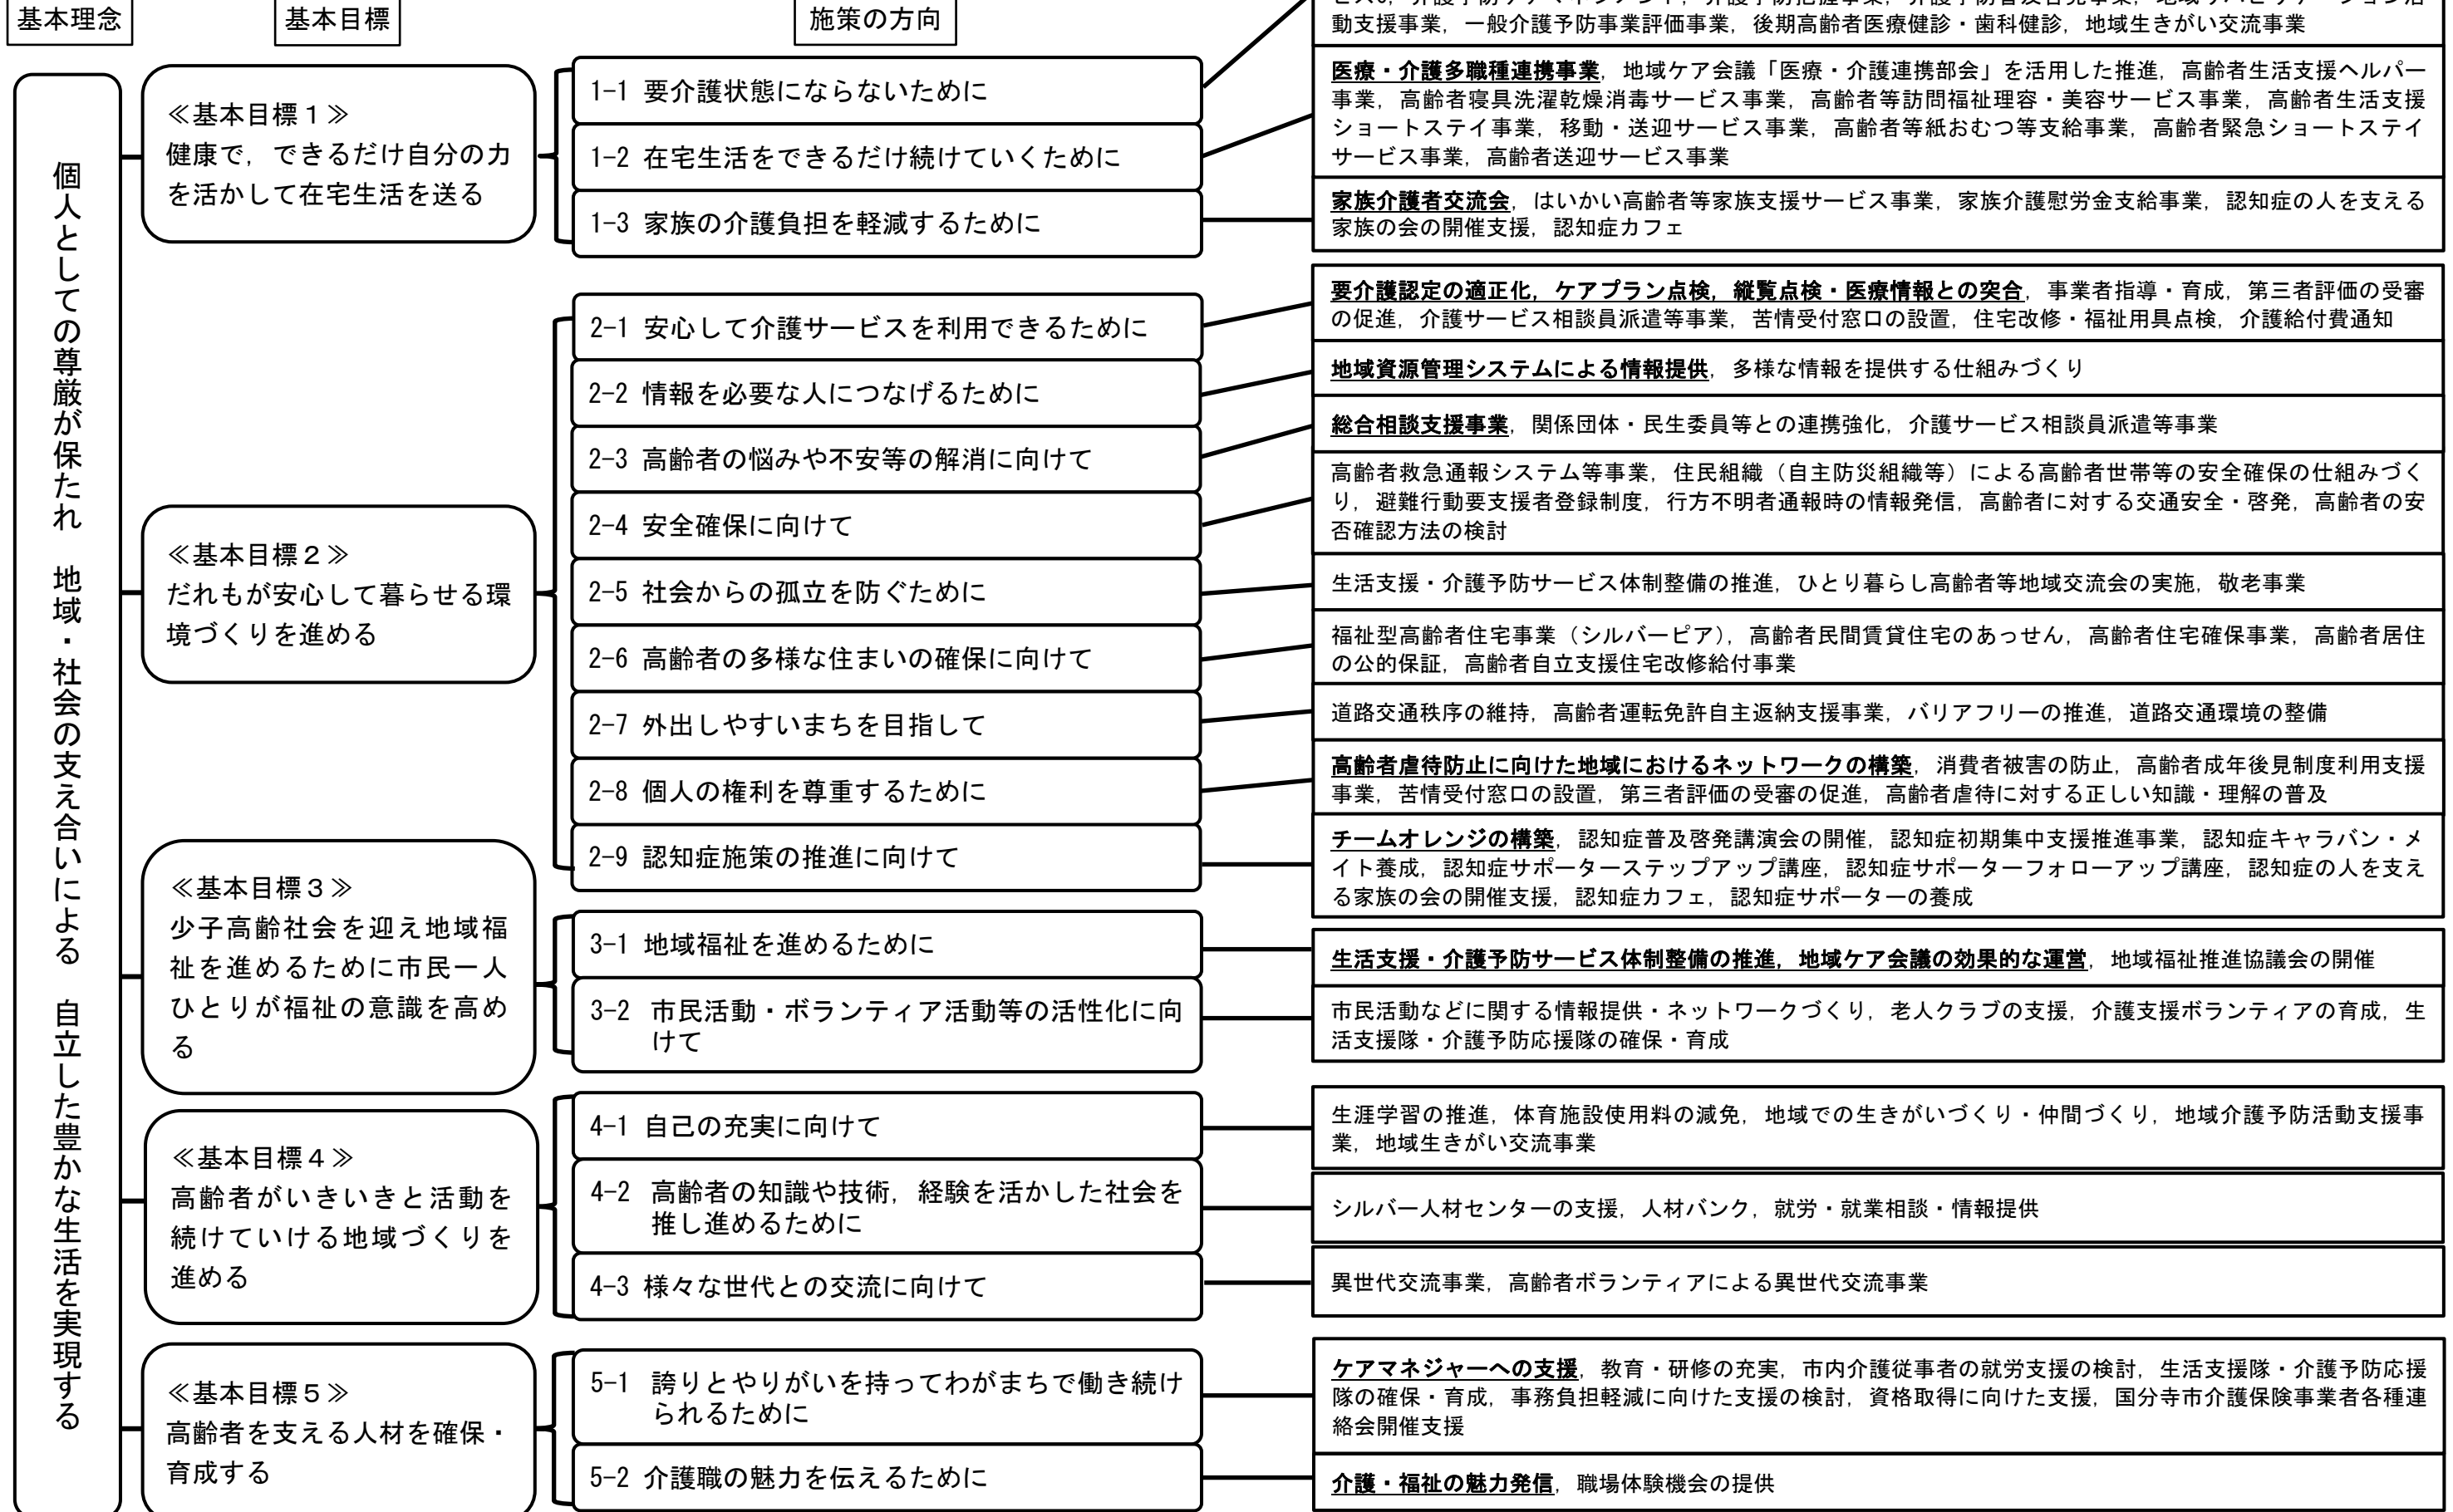 基本理念
基本目標
施策の方向
個人としての尊厳が保たれ　地域・社会の支え合いによる　自立した豊かな生活を実現する
≪基本目標１≫
健康で，できるだけ自分の力
を活かして在宅生活を送る
1-1 要介護状態にならないために
1-2 在宅生活をできるだけ続けていくために
1-3 家族の介護負担を軽減するために
動支援事業，一般介護予防事業評価事業，後期高齢者医療健診・歯科健診，地域生きがい交流事業
医療・介護多職種連携事業，地域ケア会議「医療・介護連携部会」を活用した推進，高齢者生活支援ヘルパー
事業，高齢者寝具洗濯乾燥消毒サービス事業，高齢者等訪問福祉理容・美容サービス事業，高齢者生活支援
ショートステイ事業，移動・送迎サービス事業，高齢者等紙おむつ等支給事業，高齢者緊急ショートステイ
サービス事業，高齢者送迎サービス事業
家族介護者交流会，はいかい高齢者等家族支援サービス事業，家族介護慰労金支給事業，認知症の人を支える
家族の会の開催支援，認知症カフェ
≪基本目標２≫
だれもが安心して暮らせる環
境づくりを進める
2-1 安心して介護サービスを利用できるために
2-2 情報を必要な人につなげるために
2-3 高齢者の悩みや不安等の解消に向けて
2-4 安全確保に向けて
2-5 社会からの孤立を防ぐために
2-6 高齢者の多様な住まいの確保に向けて
2-7 外出しやすいまちを目指して
2-8 個人の権利を尊重するために
2-9 認知症施策の推進に向けて
要介護認定の適正化，ケアプラン点検，縦覧点検・医療情報との突合，事業者指導・育成，第三者評価の受審
の促進，介護サービス相談員派遣等事業，苦情受付窓口の設置，住宅改修・福祉用具点検，介護給付費通知
地域資源管理システムによる情報提供，多様な情報を提供する仕組みづくり
総合相談支援事業，関係団体・民生委員等との連携強化，介護サービス相談員派遣等事業
高齢者救急通報システム等事業，住民組織（自主防災組織等）による高齢者世帯等の安全確保の仕組みづく
り，避難行動要支援者登録制度，行方不明者通報時の情報発信，高齢者に対する交通安全・啓発，高齢者の安
否確認方法の検討
生活支援・介護予防サービス体制整備の推進，ひとり暮らし高齢者等地域交流会の実施，敬老事業
福祉型高齢者住宅事業（シルバーピア），高齢者民間賃貸住宅のあっせん，高齢者住宅確保事業，高齢者居住
の公的保証，高齢者自立支援住宅改修給付事業
道路交通秩序の維持，高齢者運転免許自主返納支援事業，バリアフリーの推進，道路交通環境の整備
高齢者虐待防止に向けた地域におけるネットワークの構築，消費者被害の防止，高齢者成年後見制度利用支援
事業，苦情受付窓口の設置，第三者評価の受審の促進，高齢者虐待に対する正しい知識・理解の普及
チームオレンジの構築，認知症普及啓発講演会の開催，認知症初期集中支援推進事業，認知症キャラバン・メ
イト養成，認知症サポーターステップアップ講座，認知症サポーターフォローアップ講座，認知症の人を支え
る家族の会の開催支援，認知症カフェ，認知症サポーターの養成
≪基本目標３≫
少子高齢社会を迎え地域福
祉を進めるために市民一人
ひとりが福祉の意識を高め
る
3-1 地域福祉を進めるために
3-2 市民活動・ボランティア活動等の活性化に向
けて
生活支援・介護予防サービス体制整備の推進，地域ケア会議の効果的な運営，地域福祉推進協議会の開催
市民活動などに関する情報提供・ネットワークづくり，老人クラブの支援，介護支援ボランティアの育成，生
活支援隊・介護予防応援隊の確保・育成
≪基本目標４≫
高齢者がいきいきと活動を
続けていける地域づくりを
進める
4-1 自己の充実に向けて
4-2 高齢者の知識や技術，経験を活かした社会を
推し進めるために
4-3 様々な世代との交流に向けて
生涯学習の推進，体育施設使用料の減免，地域での生きがいづくり・仲間づくり，地域介護予防活動支援事
業，地域生きがい交流事業
シルバー人材センターの支援，人材バンク，就労・就業相談・情報提供
異世代交流事業，高齢者ボランティアによる異世代交流事業
≪基本目標５≫
高齢者を支える人材を確保・
育成する
5-1 誇りとやりがいを持ってわがまちで働き続け
られるために
5-2 介護職の魅力を伝えるために
ケアマネジャーへの支援，教育・研修の充実，市内介護従事者の就労支援の検討，生活支援隊・介護予防応援
隊の確保・育成，事務負担軽減に向けた支援の検討，資格取得に向けた支援，国分寺市介護保険事業者各種連
絡会開催支援
介護・福祉の魅力発信，職場体験機会の提供